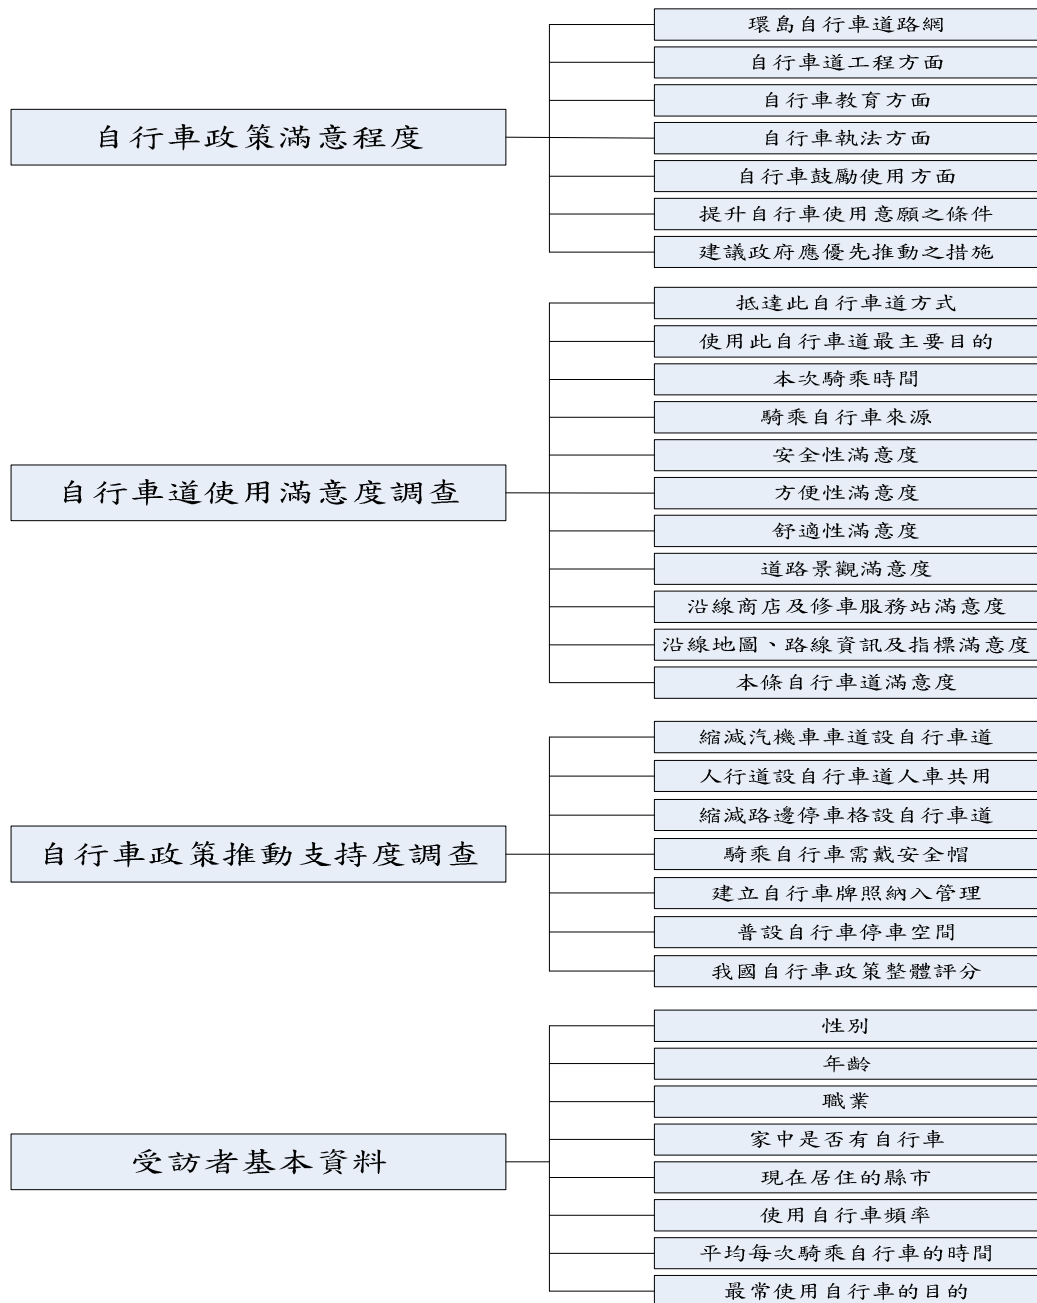 自行車政策滿意程度
環島自行車道路網
自行車道工程方面
自行車教育方面
自行車執法方面
自行車鼓勵使用方面
提升自行車使用意願之條件
建議政府應優先推動之措施
自行車道使用滿意度調查
抵達此自行車道方式
使用此自行車道最主要目的
本次騎乘時間
騎乘自行車來源
安全性滿意度
方便性滿意度
舒適性滿意度
道路景觀滿意度
沿線商店及修車服務站滿意度
沿線地圖、路線資訊及指標滿意度
本條自行車道滿意度
自行車政策推動支持度調查
縮減汽機車車道設自行車道
人行道設自行車道人車共用
縮減路邊停車格設自行車道
騎乘自行車需戴安全帽
建立自行車牌照納入管理
普設自行車停車空間
我國自行車政策整體評分
受訪者基本資料
性別
年齡
職業
家中是否有自行車
現在居住的縣市
使用自行車頻率
平均每次騎乘自行車的時間
最常使用自行車的目的